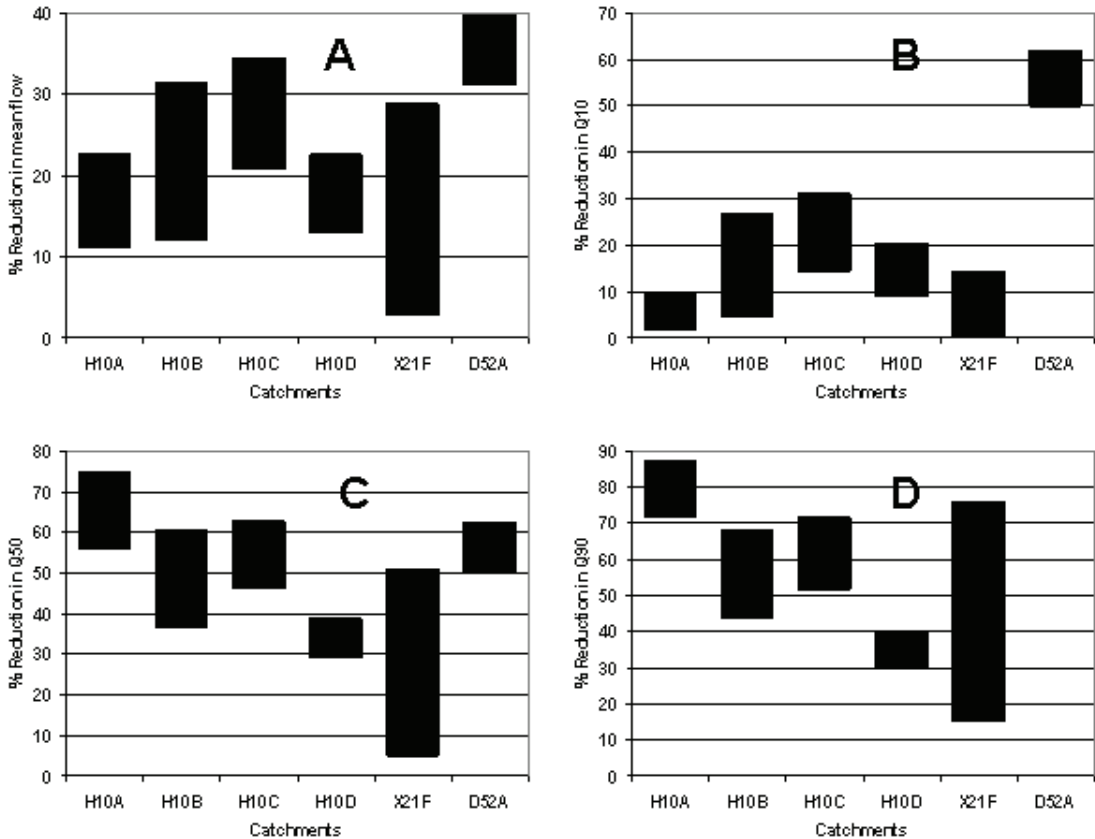 A
% Reduction in mean flow
40
30
20
10
0
H10A H10B H10C H10D X21F D52A
Catchments
B
% Reduction in Q10
70
60
50
40
30
20
10
0
H10A H10B H10C H10D X21F D52A
Catchments
C
% Reduction in Q50
80
70
60
50
40
30
20
10
0
H10A H10B H10C H10D X21F D52A
Catchments
D
% Reduction in Q90
90
80
70
60
50
40
30
20
10
0
H10A H10B H10C H10D X21F D52A
Catchments